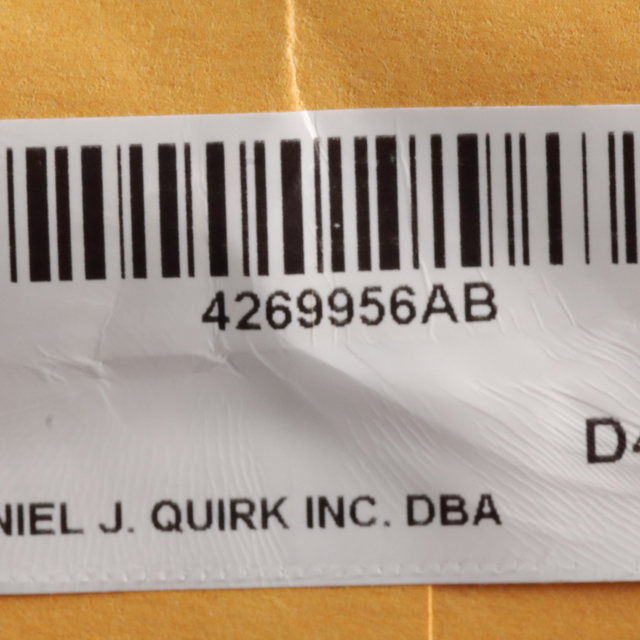 4269956AB
D4
NIEL J. QUIRK INC. DBA